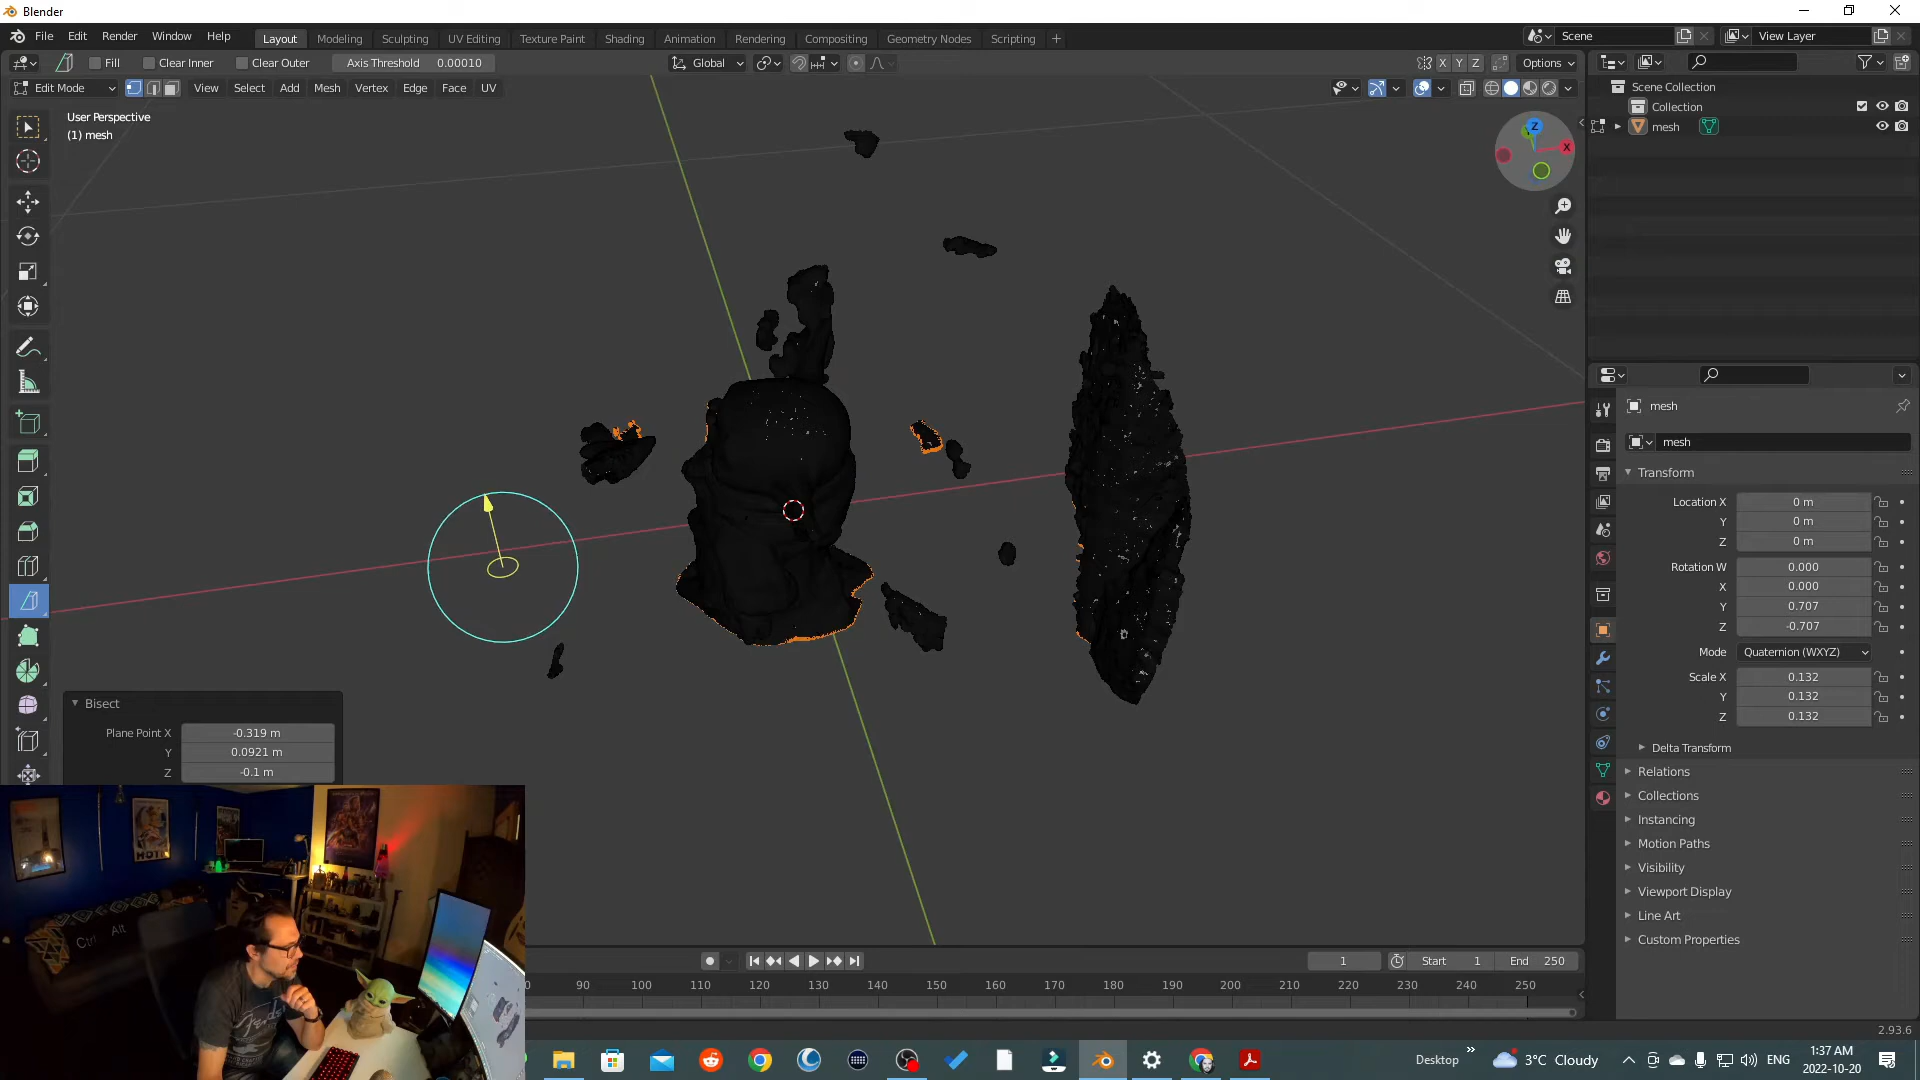 Blender
File Edit Render Window Help
Layout Modeling Sculpting UV Editing Texture Paint Shading Animation Rendering Compositing Geometry Nodes Scripting +
Scene
View Layer
Fill Clear Inner Clear Outer Axis Threshold 0.00010
Global
X Y Z
Options
Edit Mode
View Select Add Mesh Vertex Edge Face UV
User Perspective
(1) mesh
Z
X
Scene Collection
Collection
mesh
mesh
mesh
Transform
Location X 0 m
Y 0 m
Z 0 m
Rotation W 0.000
X 0.000
Y 0.707
Z -0.707
Mode Quaternion (WXYZ)
Scale X 0.132
Y 0.132
Z 0.132
Delta Transform
Relations
Collections
Instancing
Motion Paths
Visibility
Viewport Display
Line Art
Custom Properties
Bisect
Plane Point X -0.319 m
Y 0.0921 m
Z -0.1 m
Ctrl Alt
1
Start 1
End 250
90 100 110 120 130 140 150 160 170 180 190 200 210 220 230 240 250
2.93.6
Desktop
3°C Cloudy
ENG
1:37 AM
2022-10-20